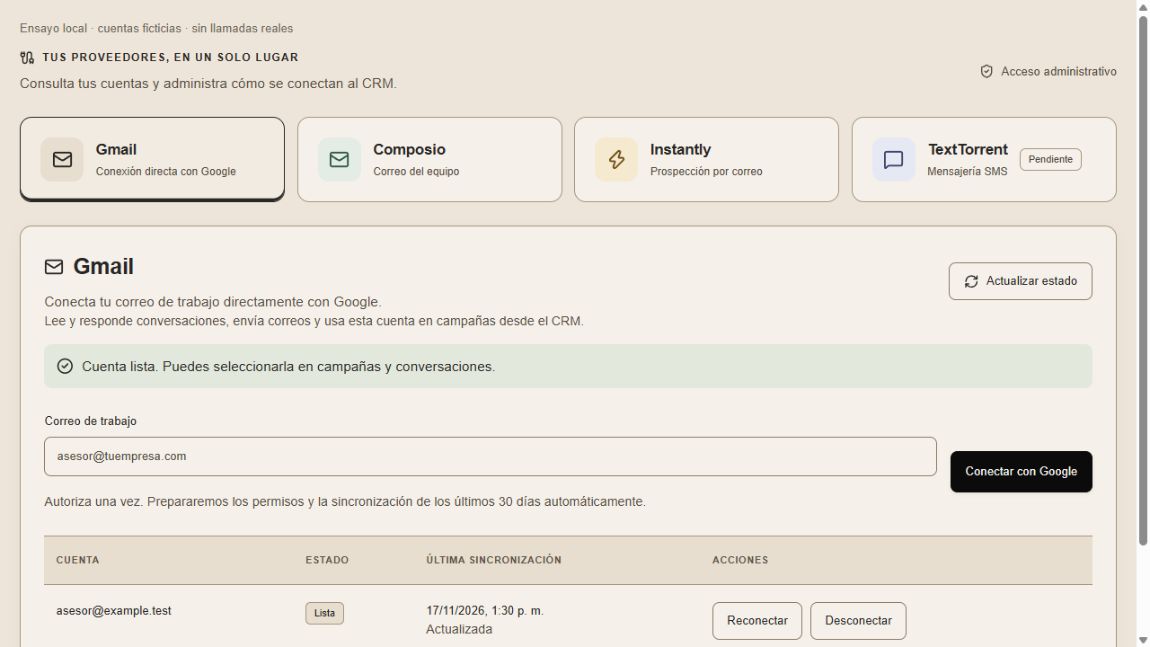 Ensayo local · cuentas ficticias · sin llamadas reales
TUS PROVEEDORES, EN UN SOLO LUGAR
Consulta tus cuentas y administra cómo se conectan al CRM.
Acceso administrativo
Gmail
Conexión directa con Google
Composio
Correo del equipo
Instantly
Prospección por correo
TextTorrent
Mensajería SMS
Pendiente
Gmail
Conecta tu correo de trabajo directamente con Google.
Lee y responde conversaciones, envía correos y usa esta cuenta en campañas desde el CRM.
Actualizar estado
Cuenta lista. Puedes seleccionarla en campañas y conversaciones.
Correo de trabajo
asesor@tuempresa.com
Conectar con Google
Autoriza una vez. Prepararemos los permisos y la sincronización de los últimos 30 días automáticamente.
CUENTA ESTADO ÚLTIMA SINCRONIZACIÓN ACCIONES
asesor@example.test Lista 17/11/2026, 1:30 p. m. Reconectar Desconectar
Actualizada